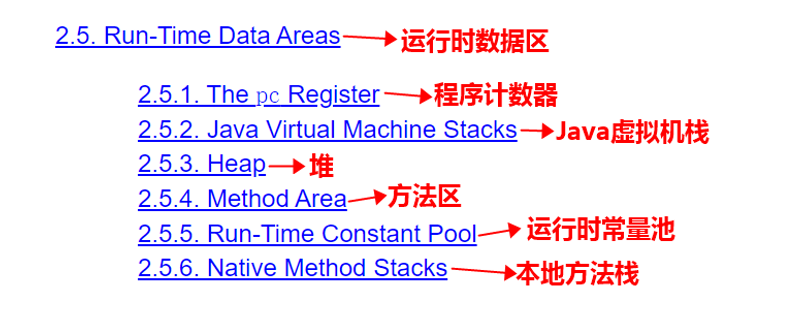 2.5. Run-Time Data Areas 运行时数据区
2.5.1. The pc Register 程序计数器
2.5.2. Java Virtual Machine Stacks Java虚拟机栈
2.5.3. Heap 堆
2.5.4. Method Area 方法区
2.5.5. Run-Time Constant Pool 运行时常量池
2.5.6. Native Method Stacks 本地方法栈